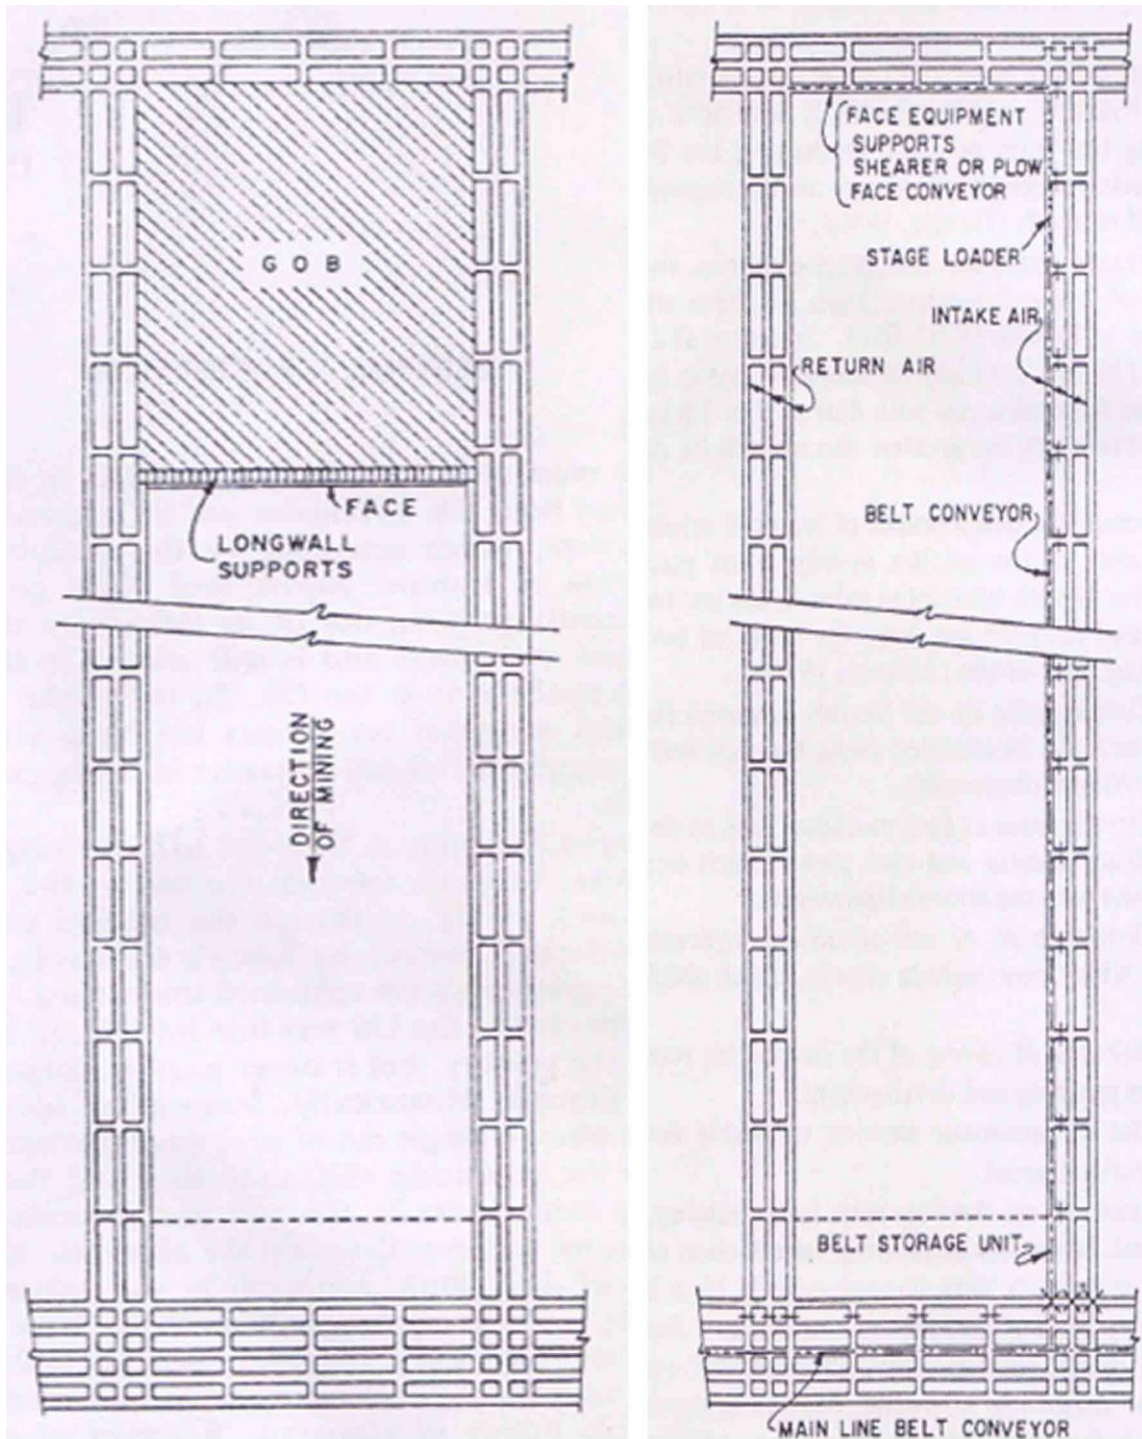 G O B
FACE
LONGWALL
SUPPORTS
DIRECTION
OF MINING
FACE EQUIPMENT
SUPPORTS
SHEARER OR PLOW
FACE CONVEYOR
STAGE LOADER
INTAKE AIR
RETURN AIR
BELT CONVEYOR
BELT STORAGE UNIT
MAIN LINE BELT CONVEYOR